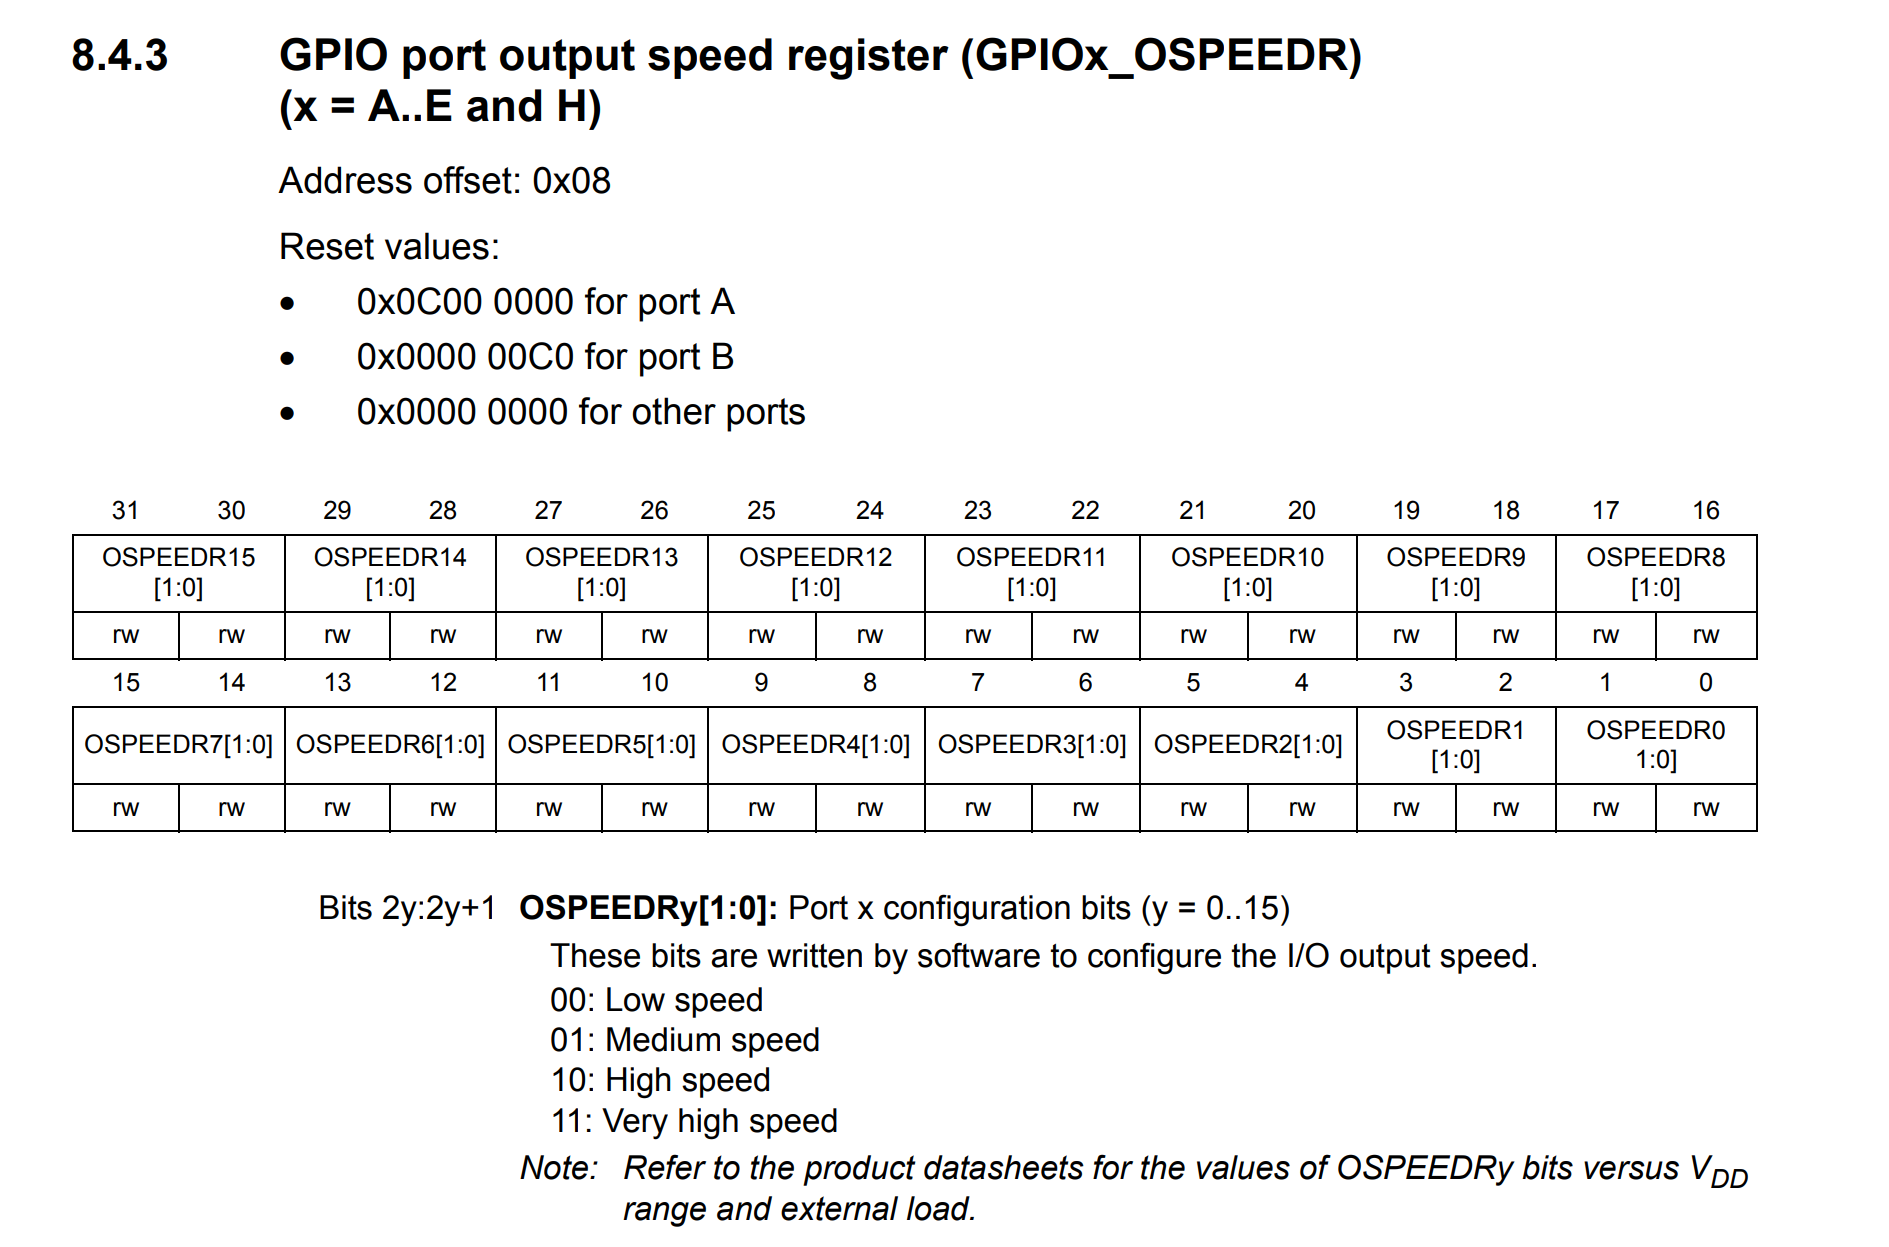 8.4.3 GPIO port output speed register (GPIOx_OSPEEDR)
(x = A..E and H)
Address offset: 0x08
Reset values:
• 0x0C00 0000 for port A
• 0x0000 00C0 for port B
• 0x0000 0000 for other ports
31 30 29 28 27 26 25 24 23 22 21 20 19 18 17 16
OSPEEDR15 OSPEEDR14 OSPEEDR13 OSPEEDR12 OSPEEDR11 OSPEEDR10 OSPEEDR9 OSPEEDR8
[1:0] [1:0] [1:0] [1:0] [1:0] [1:0] [1:0] [1:0]
rw rw rw rw rw rw rw rw rw rw rw rw rw rw rw rw
15 14 13 12 11 10 9 8 7 6 5 4 3 2 1 0
OSPEEDR7[1:0] OSPEEDR6[1:0] OSPEEDR5[1:0] OSPEEDR4[1:0] OSPEEDR3[1:0] OSPEEDR2[1:0] OSPEEDR1 OSPEEDR0
[1:0] 1:0]
rw rw rw rw rw rw rw rw rw rw rw rw rw rw rw rw
Bits 2y:2y+1 OSPEEDRy[1:0]: Port x configuration bits (y = 0..15)
These bits are written by software to configure the I/O output speed.
00: Low speed
01: Medium speed
10: High speed
11: Very high speed
Note: Refer to the product datasheets for the values of OSPEEDRy bits versus VDD
range and external load.